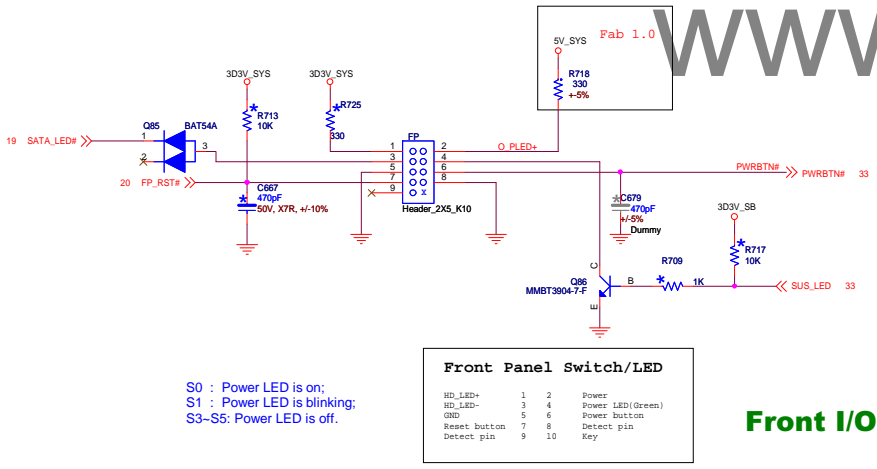 WWW
Fab 1.0
5V_SYS
R718
330
+-5%
3D3V_SYS
3D3V_SYS
R713
10K
R725
330
FP
Q85
BAT54A
19 SATA_LED#
1
3
2
1 2
3 4
5 6
7 8
9
O_PLED+
PWRBTN#
PWRBTN# 33
20 FP_RST#
C667
470pF
50V, X7R, +/-10%
Header_2X5_K10
x
C679
470pF
+/-5%
Dummy
3D3V_SB
R717
10K
R709
1K
C
Q86
MMBT3904-7-F
B
E
SUS_LED 33
Front Panel Switch/LED
HD_LED+ 1 2 Power
HD_LED- 3 4 Power LED(Green)
GND 5 6 Power button
Reset button 7 8 Detect pin
Detect pin 9 10 Key
S0 : Power LED is on;
S1 : Power LED is blinking;
S3~S5: Power LED is off.
Front I/O